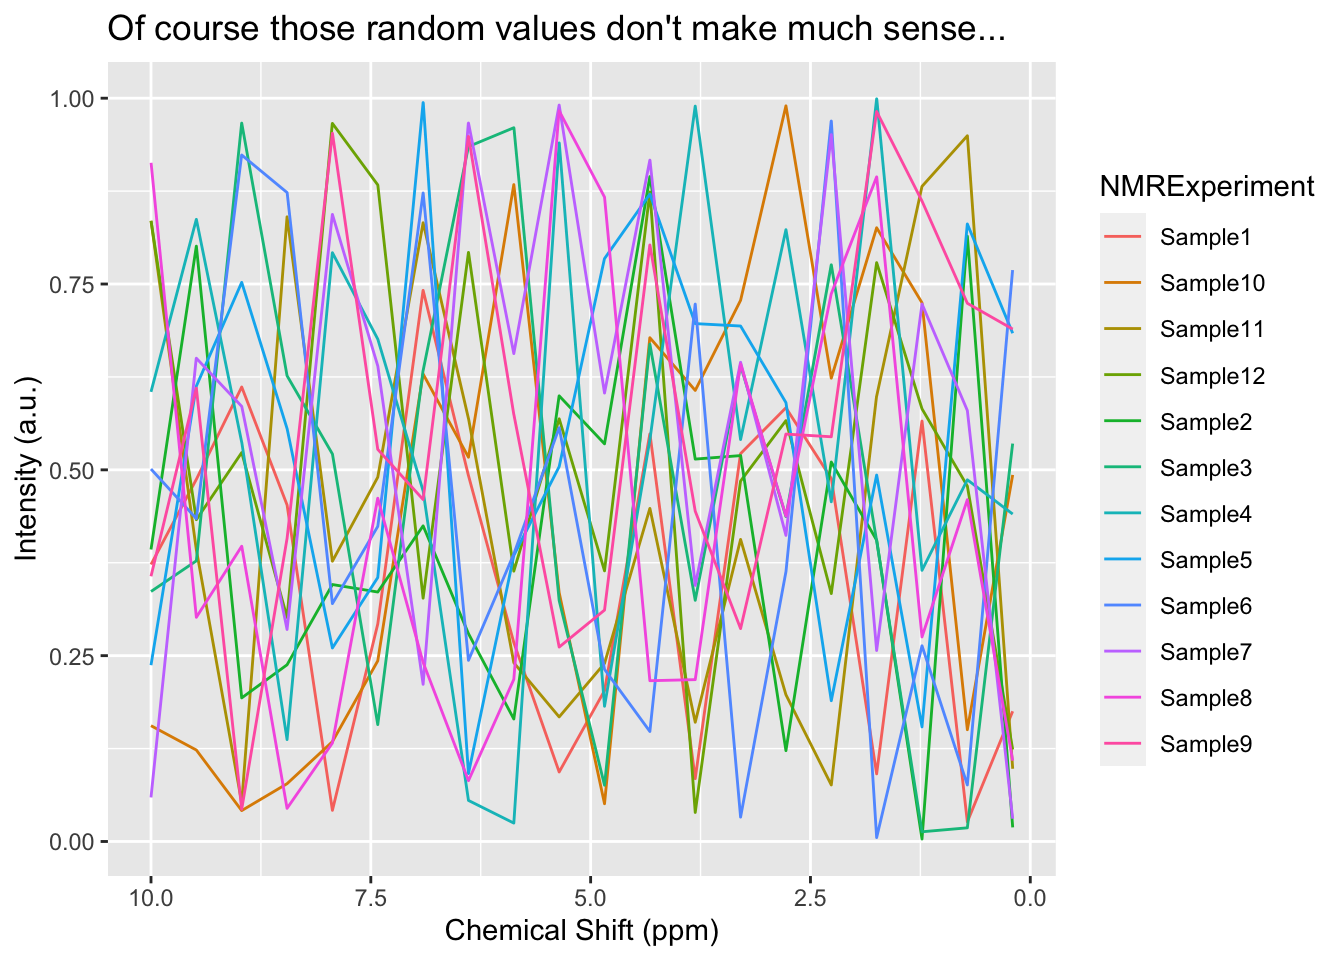 Of course those random values don't make much sense...
Intensity (a.u.)
1.00
0.75
0.50
0.25
0.00
10.0 7.5 5.0 2.5 0.0
Chemical Shift (ppm)
NMRExperiment
Sample1
Sample10
Sample11
Sample12
Sample2
Sample3
Sample4
Sample5
Sample6
Sample7
Sample8
Sample9